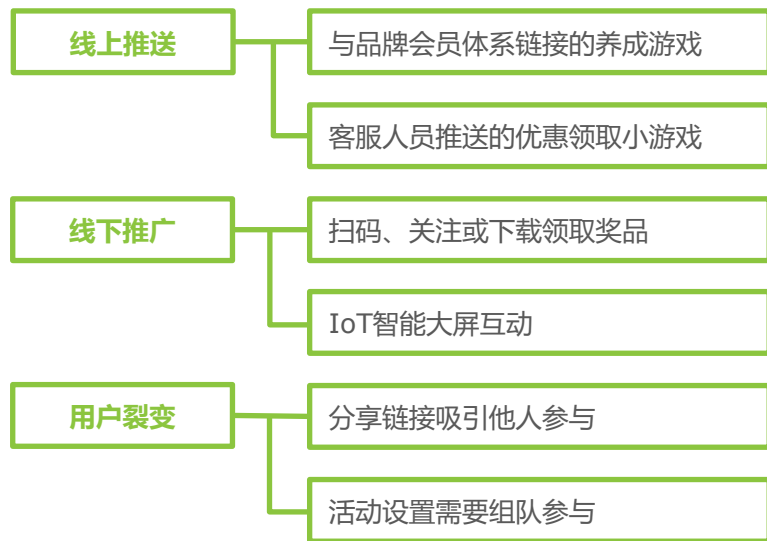 线上推送
与品牌会员体系链接的养成游戏
客服人员推送的优惠领取小游戏
线下推广
扫码、关注或下载领取奖品
IoT智能大屏互动
用户裂变
分享链接吸引他人参与
活动设置需要组队参与